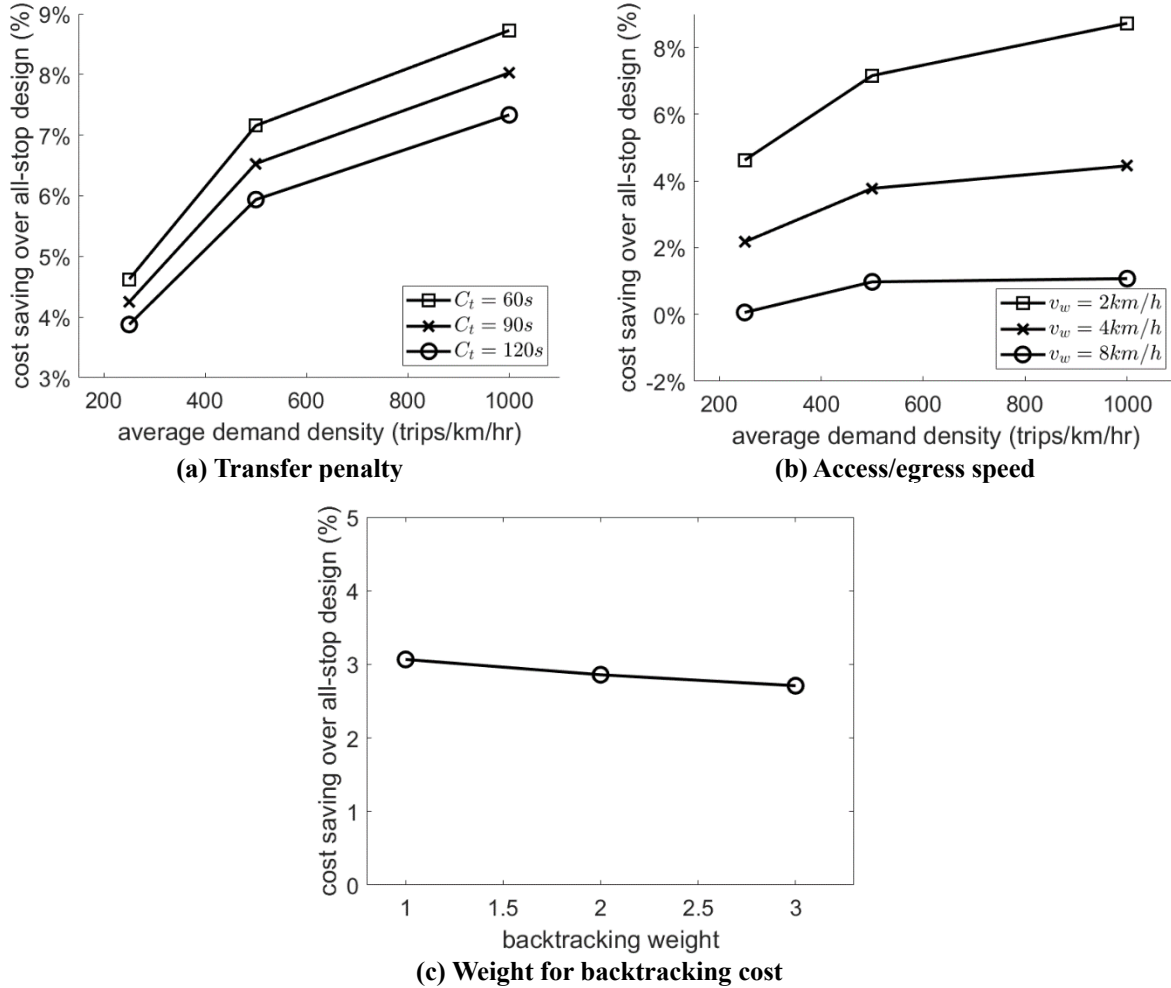 cost saving over all-stop design (%)
9%
8%
7%
6%
5%
4%
3%
C_t = 60s
C_t = 90s
C_t = 120s
200 400 600 800 1000
average demand density (trips/km/hr)
(a) Transfer penalty
cost saving over all-stop design (%)
8%
6%
4%
2%
0%
-2%
v_w = 2km/h
v_w = 4km/h
v_w = 8km/h
200 400 600 800 1000
average demand density (trips/km/hr)
(b) Access/egress speed
cost saving over all-stop design (%)
5
4
3
2
1
0
1 1.5 2 2.5 3
backtracking weight
(c) Weight for backtracking cost